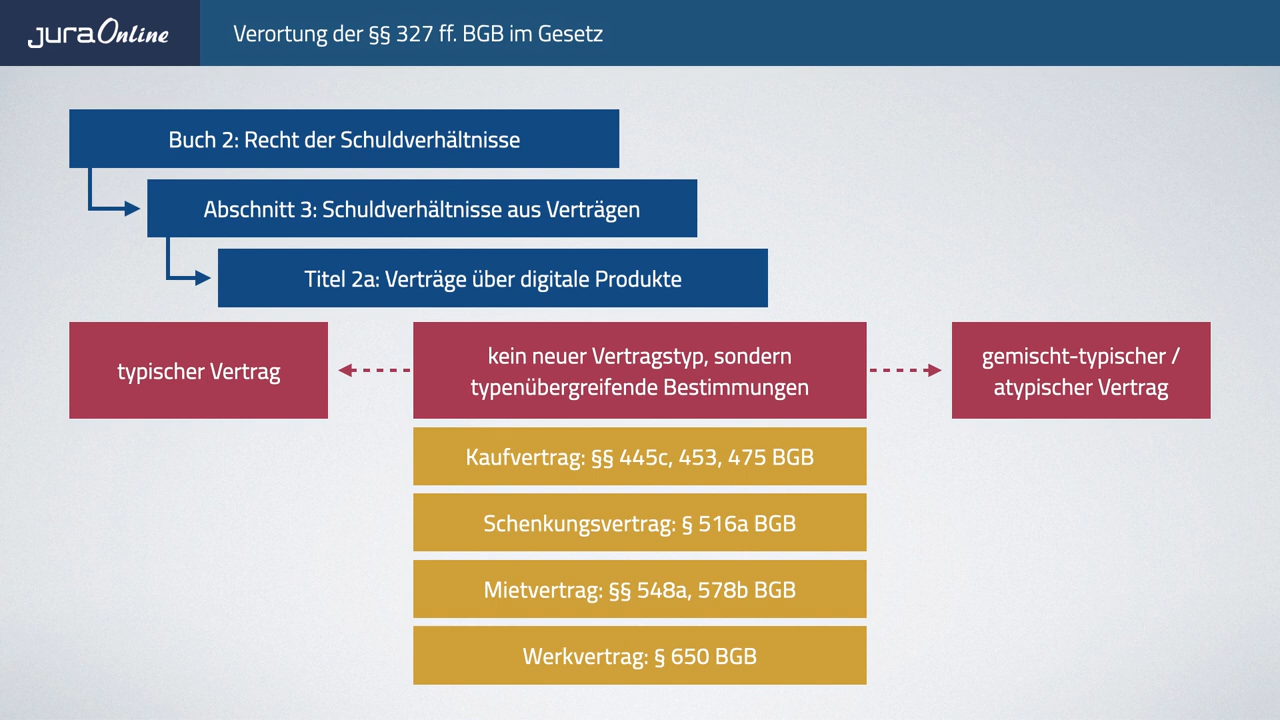 juraOnline
Verortung der §§ 327 ff. BGB im Gesetz
Buch 2: Recht der Schuldverhältnisse
Abschnitt 3: Schuldverhältnisse aus Verträgen
Titel 2a: Verträge über digitale Produkte
typischer Vertrag
kein neuer Vertragstyp, sondern
typenübergreifende Bestimmungen
gemischt-typischer /
atypischer Vertrag
Kaufvertrag: §§ 445c, 453, 475 BGB
Schenkungsvertrag: § 516a BGB
Mietvertrag: §§ 548a, 578b BGB
Werkvertrag: § 650 BGB